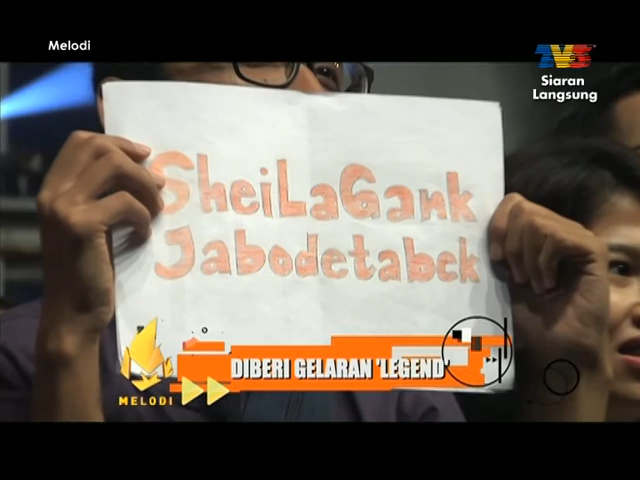 Melodi
TV3
Siaran
Langsung
SheiLaGank
Jabodetabek
DIBERI GELARAN 'LEGEND'
MELODI